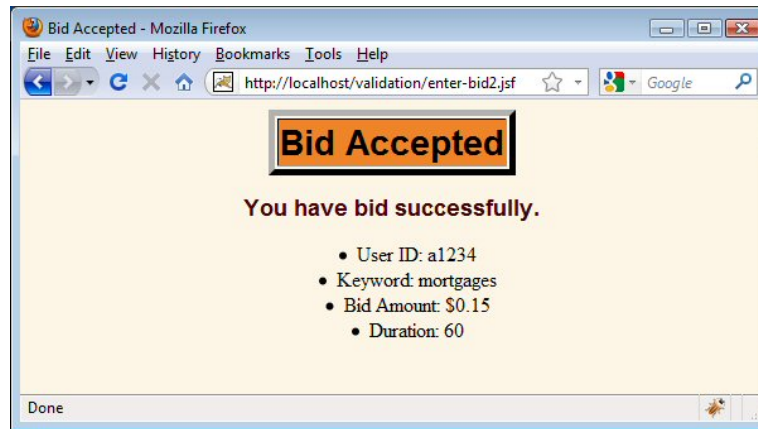 Bid Accepted - Mozilla Firefox
File Edit View History Bookmarks Tools Help
http://localhost/validation/enter-bid2.jsf Google
Bid Accepted
You have bid successfully.
• User ID: a1234
• Keyword: mortgages
• Bid Amount: $0.15
• Duration: 60
Done